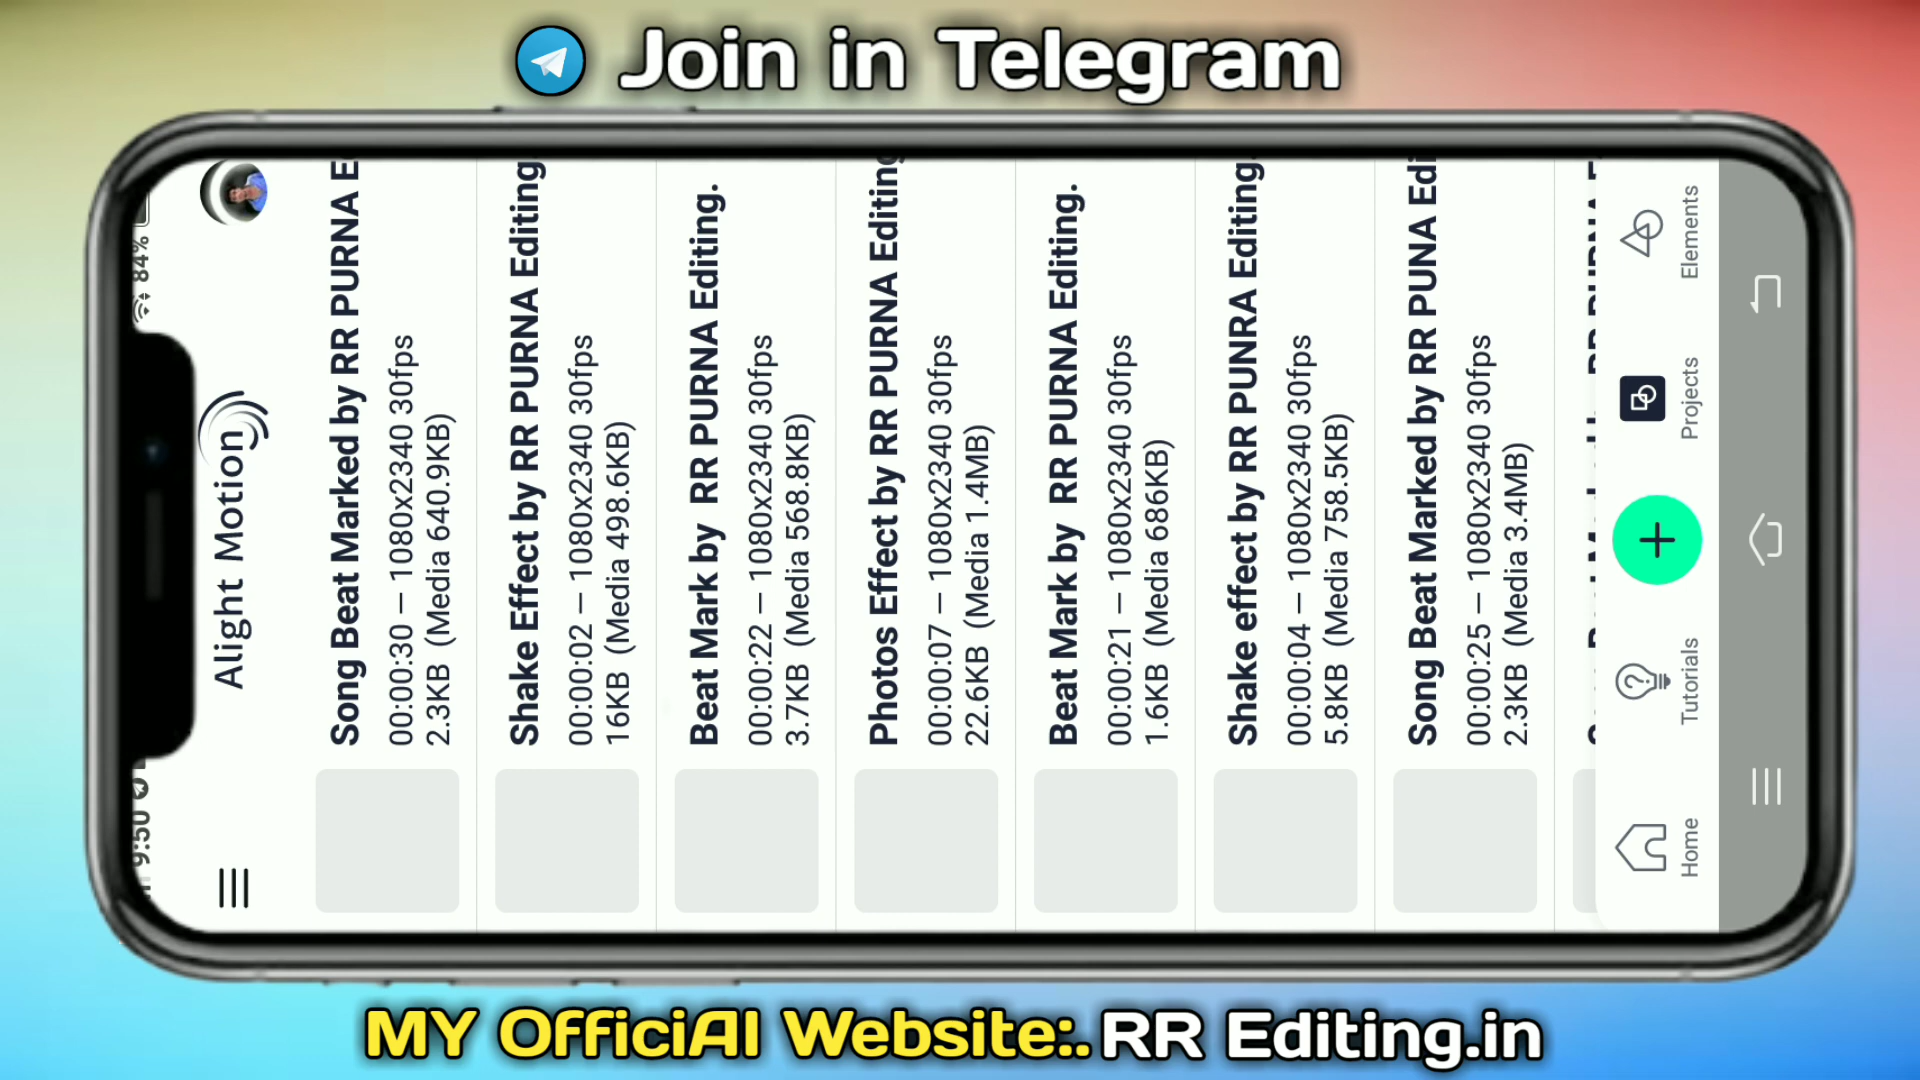 Join in Telegram
9:50
84%
Alight Motion
Song Beat Marked by RR PURNA E
00:00:30 — 1080x2340 30fps
2.3KB (Media 640.9KB)
Shake Effect by RR PURNA Editing
00:00:02 — 1080x2340 30fps
16KB (Media 498.6KB)
Beat Mark by RR PURNA Editing.
00:00:22 — 1080x2340 30fps
3.7KB (Media 568.8KB)
Photos Effect by RR PURNA Editing
00:00:07 — 1080x2340 30fps
22.6KB (Media 1.4MB)
Beat Mark by RR PURNA Editing.
00:00:21 — 1080x2340 30fps
1.6KB (Media 686KB)
Shake effect by RR PUNRA Editing
00:00:04 — 1080x2340 30fps
5.8KB (Media 758.5KB)
Song Beat Marked by RR PUNA Edi
00:00:25 — 1080x2340 30fps
2.3KB (Media 3.4MB)
Home
Tutorials
Projects
Elements
MY OfficiAl Website:. RR Editing.in